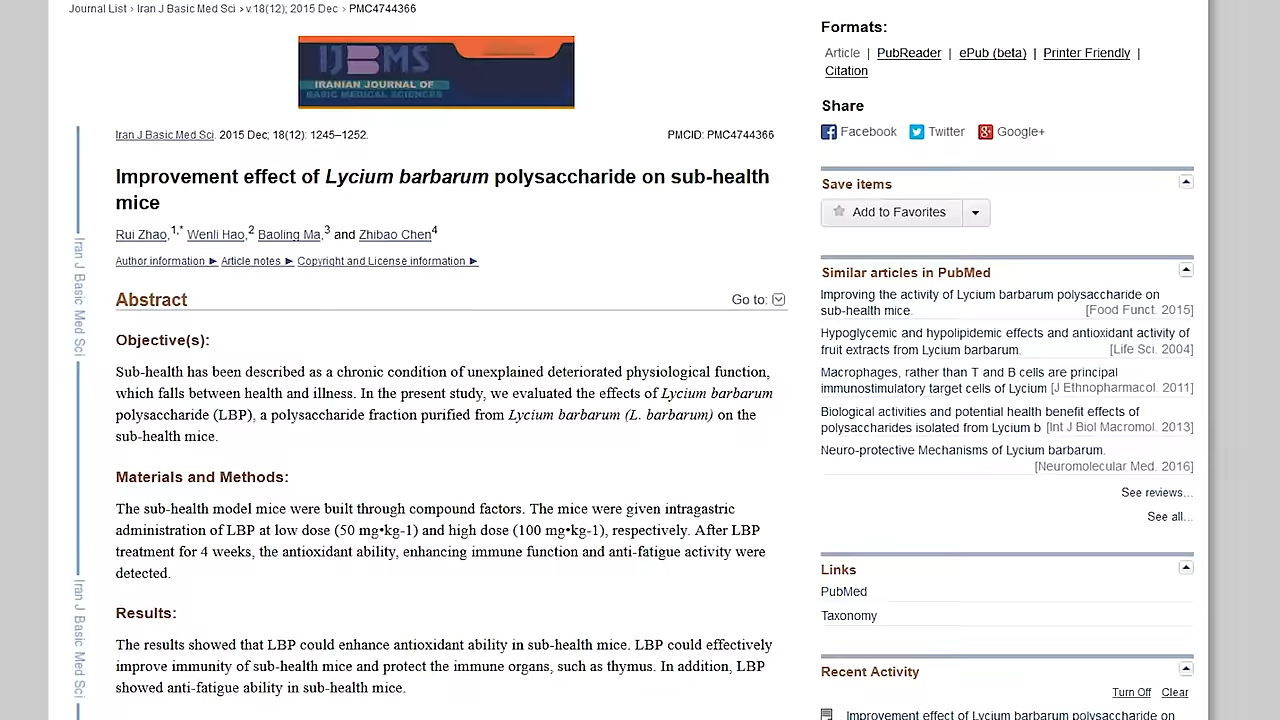 Journal List › Iran J Basic Med Sci › v.18(12); 2015 Dec › PMC4744366
IJBMS
IRANIAN JOURNAL OF
BASIC MEDICAL SCIENCES
Iran J Basic Med Sci. 2015 Dec; 18(12): 1245–1252.
PMCID: PMC4744366
Improvement effect of Lycium barbarum polysaccharide on sub-health
mice
Rui Zhao,1,* Wenli Hao,2 Baoling Ma,3 and Zhibao Chen4
Author information ► Article notes ► Copyright and License information ►
Abstract
Go to:
Objective(s):
Sub-health has been described as a chronic condition of unexplained deteriorated physiological function,
which falls between health and illness. In the present study, we evaluated the effects of Lycium barbarum
polysaccharide (LBP), a polysaccharide fraction purified from Lycium barbarum (L. barbarum) on the
sub-health mice.
Materials and Methods:
The sub-health model mice were built through compound factors. The mice were given intragastric
administration of LBP at low dose (50 mg•kg-1) and high dose (100 mg•kg-1), respectively. After LBP
treatment for 4 weeks, the antioxidant ability, enhancing immune function and anti-fatigue activity were
detected.
Results:
The results showed that LBP could enhance antioxidant ability in sub-health mice. LBP could effectively
improve immunity of sub-health mice and protect the immune organs, such as thymus. In addition, LBP
showed anti-fatigue ability in sub-health mice.
Iran J Basic Med Sci
Iran J Basic Med Sci
Formats:
Article | PubReader | ePub (beta) | Printer Friendly |
Citation
Share
Facebook Twitter Google+
Save items
Add to Favorites
Similar articles in PubMed
Improving the activity of Lycium barbarum polysaccharide on
sub-health mice. [Food Funct. 2015]
Hypoglycemic and hypolipidemic effects and antioxidant activity of
fruit extracts from Lycium barbarum. [Life Sci. 2004]
Macrophages, rather than T and B cells are principal
immunostimulatory target cells of Lycium [J Ethnopharmacol. 2011]
Biological activities and potential health benefit effects of
polysaccharides isolated from Lycium b [Int J Biol Macromol. 2013]
Neuro-protective Mechanisms of Lycium barbarum.
[Neuromolecular Med. 2016]
See reviews...
See all...
Links
PubMed
Taxonomy
Recent Activity
Turn Off Clear
Improvement effect of Lycium barbarum polysaccharide on